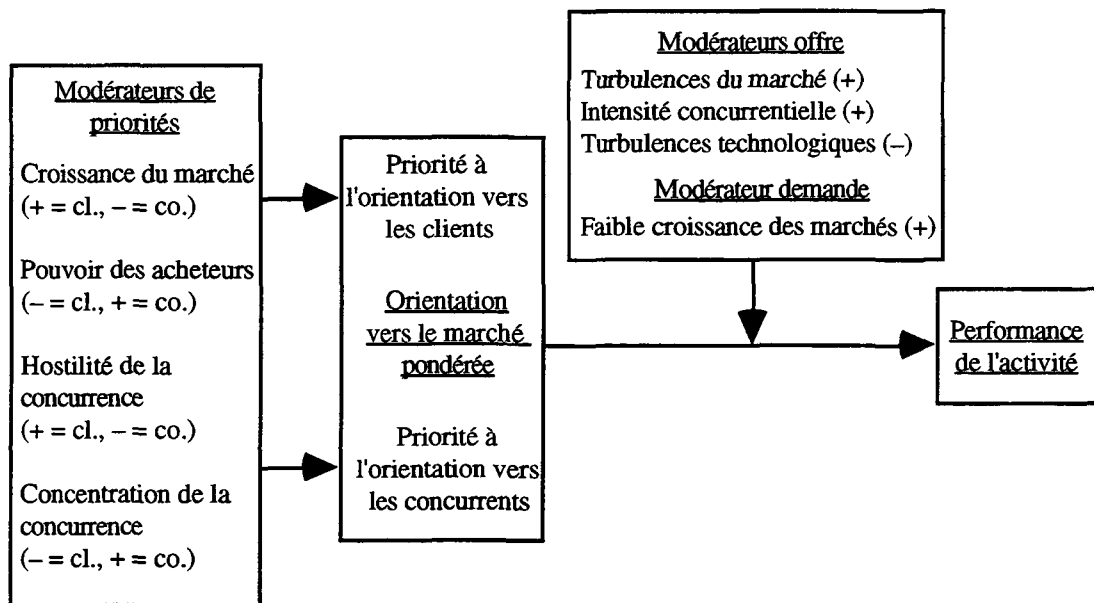 Modérateurs de
priorités
Croissance du marché
(+ = cl., – = co.)
Pouvoir des acheteurs
(– = cl., + = co.)
Hostilité de la
concurrence
(+ = cl., – = co.)
Concentration de la
concurrence
(– = cl., + = co.)
Priorité à
l'orientation vers
les clients
Orientation
vers le marché
pondérée
Priorité à
l'orientation vers
les concurrents
Modérateurs offre
Turbulences du marché (+)
Intensité concurrentielle (+)
Turbulences technologiques (–)
Modérateur demande
Faible croissance des marchés (+)
Performance
de l'activité